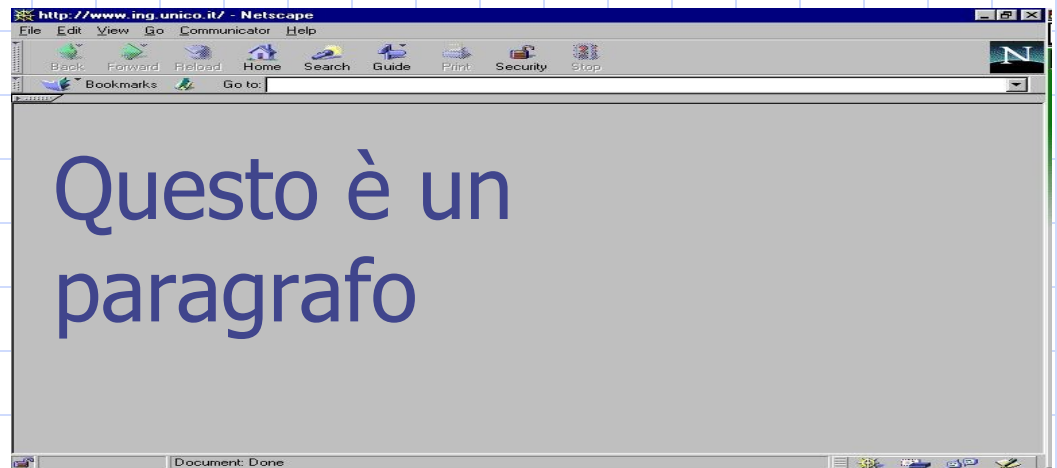 http://www.ing.unico.it/ - Netscape
File Edit View Go Communicator Help
Back Forward Reload Home Search Guide Print Security Stop
N
Bookmarks Go to:
Questo è un
paragrafo
Document: Done